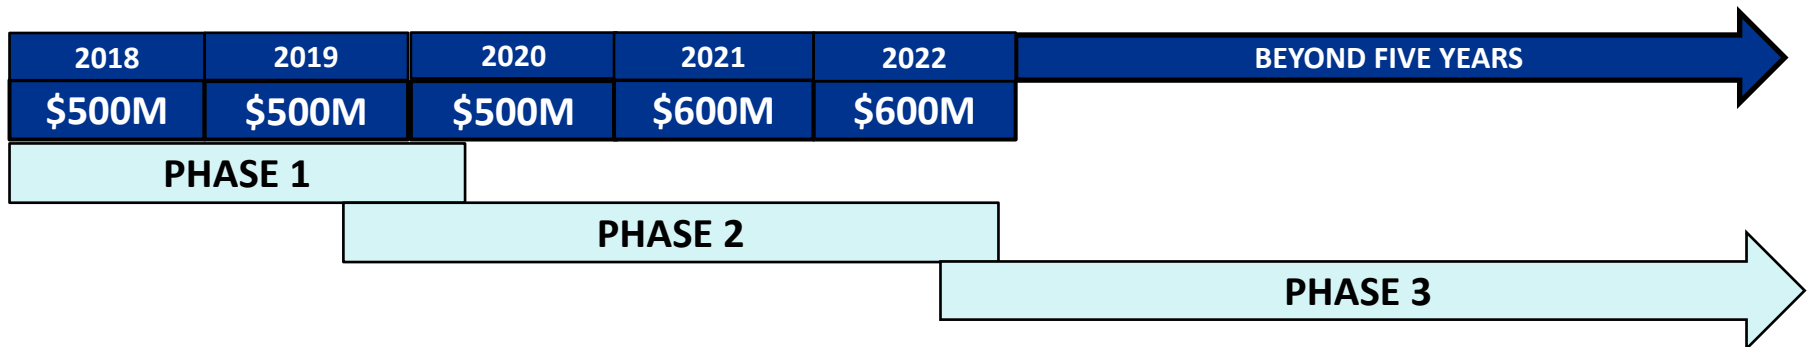 2018 2019 2020 2021 2022 BEYOND FIVE YEARS
$500M $500M $500M $600M $600M
PHASE 1
PHASE 2
PHASE 3